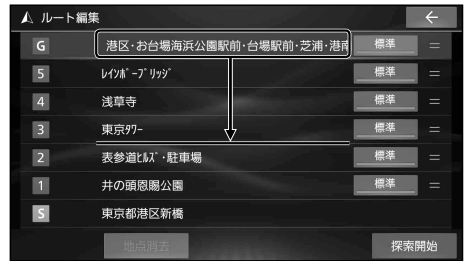 ルート編集
G 港区・お台場海浜公園駅前・台場駅前・芝浦・港南 標準
5 ﾚｲﾝﾎﾞｰﾌﾞﾘｯｼﾞ
4 浅草寺 標準
3 東京ﾀﾜｰ 標準
2 表参道ﾋﾙｽﾞ・駐車場 標準
1 井の頭恩賜公園 標準
S 東京都港区新橋
地点消去 探索開始